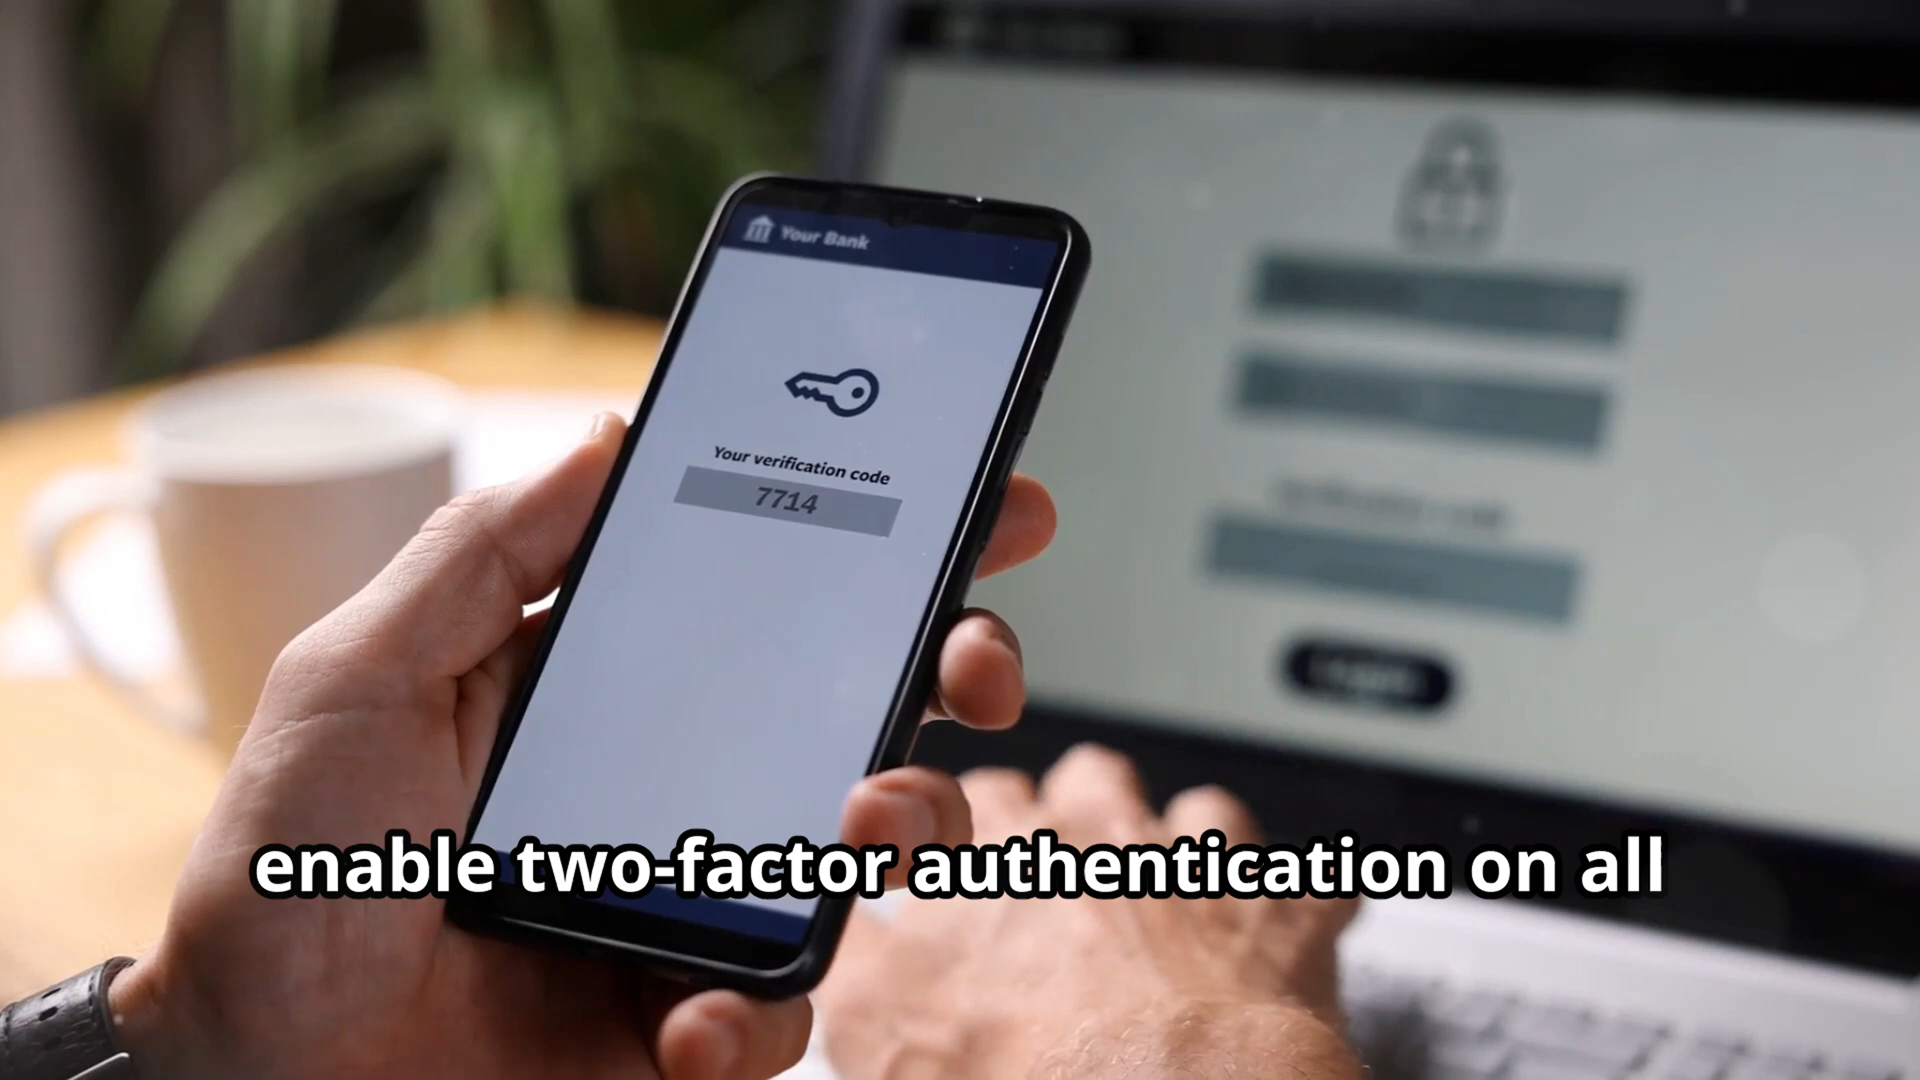 Your Bank
Your verification code
7714
enable two-factor authentication on all